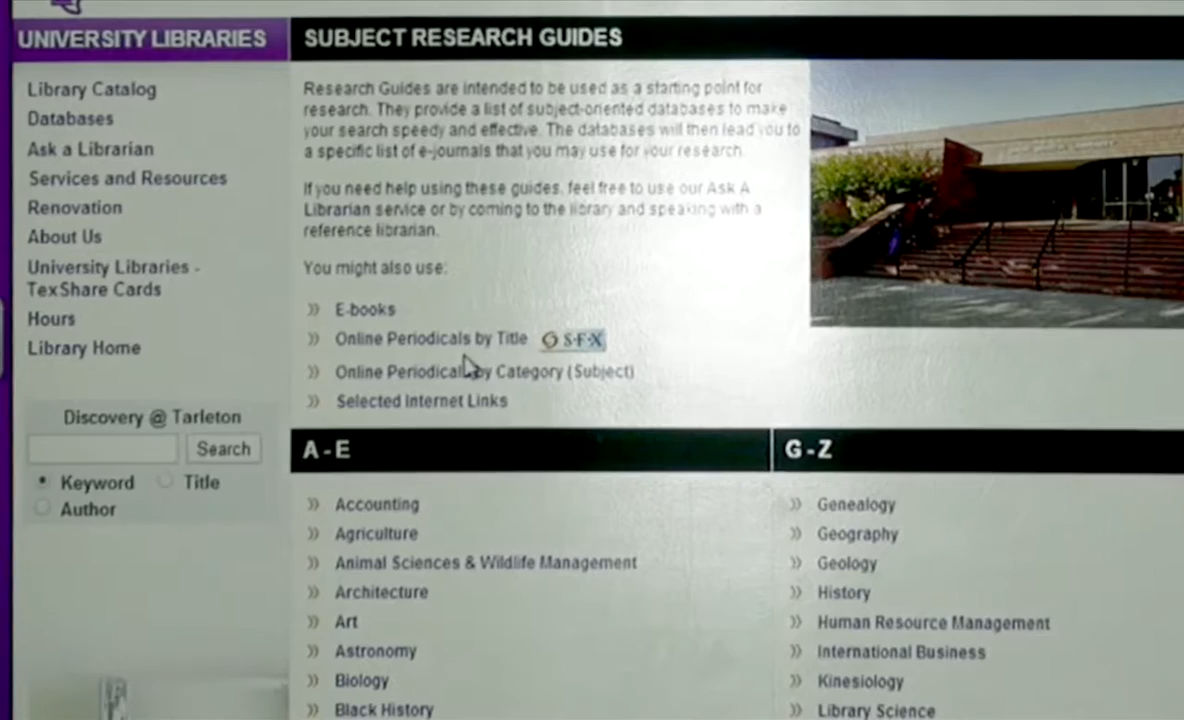 UNIVERSITY LIBRARIES
Library Catalog
Databases
Ask a Librarian
Services and Resources
Renovation
About Us
University Libraries -
TexShare Cards
Hours
Library Home
Discovery @ Tarleton
Search
Keyword
Title
Author
SUBJECT RESEARCH GUIDES
Research Guides are intended to be used as a starting point for
research. They provide a list of subject-oriented databases to make
your search speedy and effective. The databases will then lead you to
a specific list of e-journals that you may use for your research.
If you need help using these guides, feel free to use our Ask A
Librarian service or by coming to the library and speaking with a
reference librarian.
You might also use:
» E-books
» Online Periodicals by Title S·F·X
» Online Periodicals by Category (Subject)
» Selected Internet Links
A - E
» Accounting
» Agriculture
» Animal Sciences & Wildlife Management
» Architecture
» Art
» Astronomy
» Biology
» Black History
G - Z
» Genealogy
» Geography
» Geology
» History
» Human Resource Management
» International Business
» Kinesiology
» Library Science